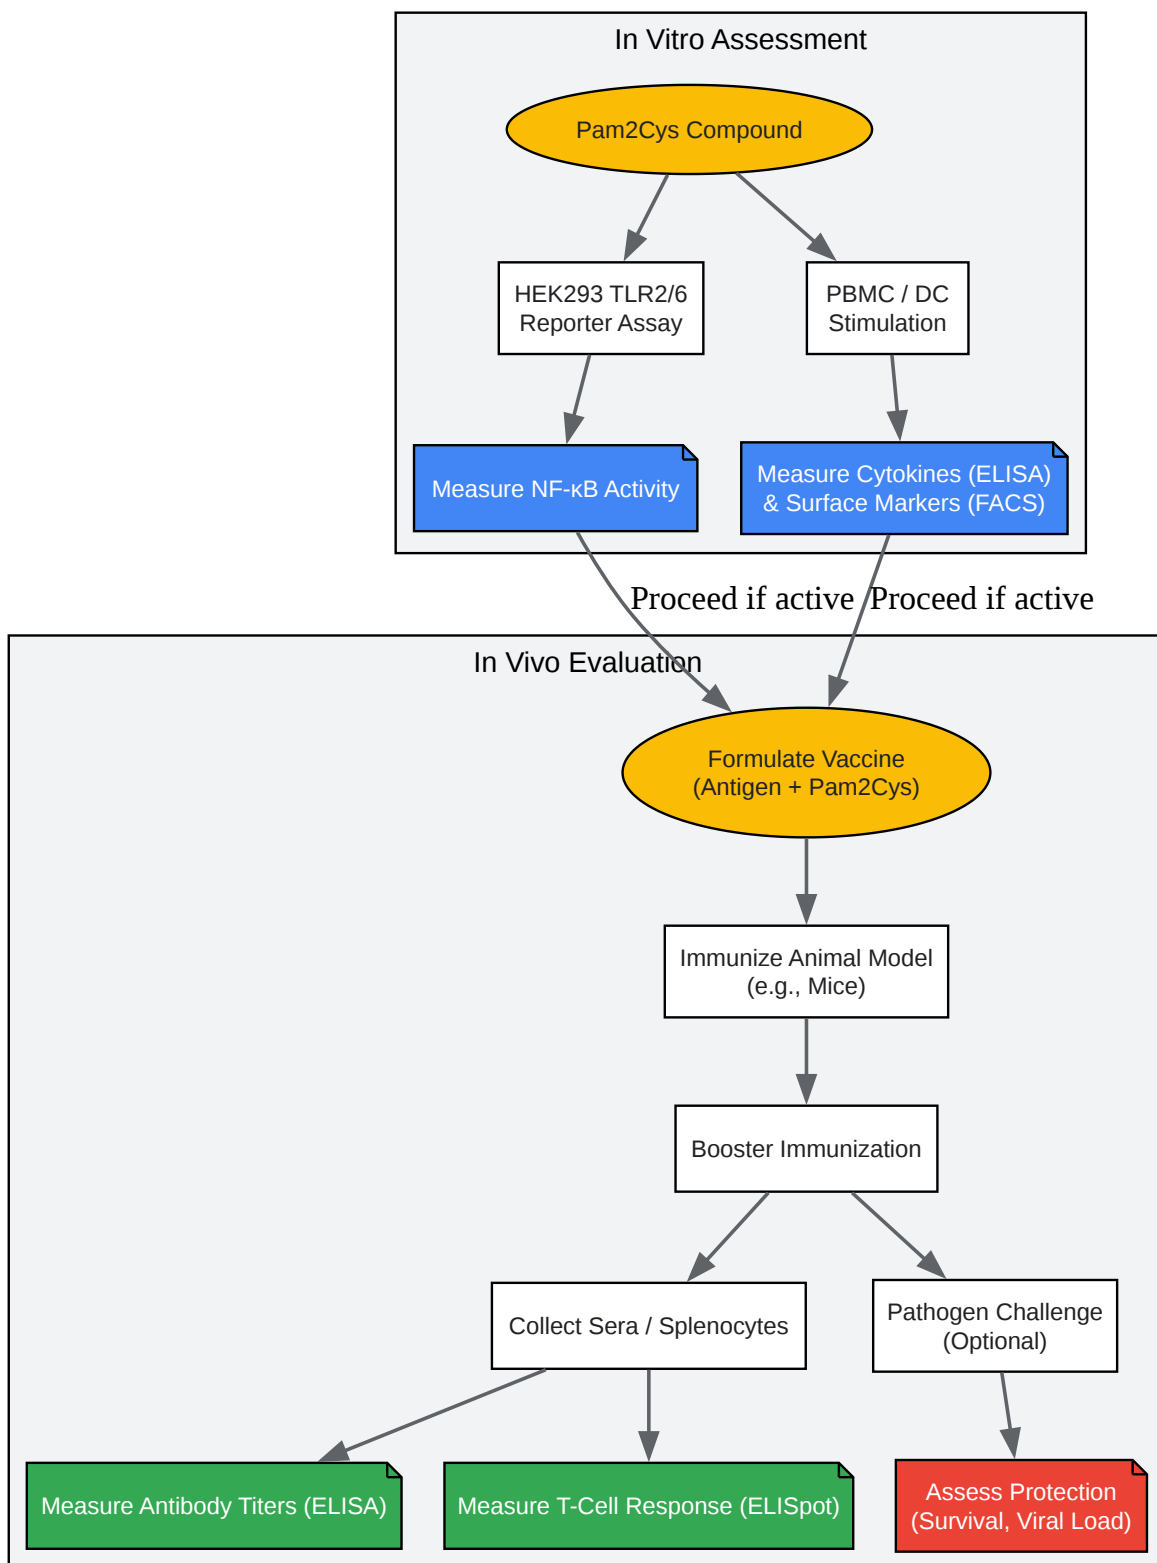 In Vitro Assessment
Pam2Cys Compound
HEK293 TLR2/6
Reporter Assay
PBMC / DC
Stimulation
Measure NF-κB Activity
Measure Cytokines (ELISA)
& Surface Markers (FACS)
Proceed if active
Proceed if active
In Vivo Evaluation
Formulate Vaccine
(Antigen + Pam2Cys)
Immunize Animal Model
(e.g., Mice)
Booster Immunization
Collect Sera / Splenocytes
Pathogen Challenge
(Optional)
Measure Antibody Titers (ELISA)
Measure T-Cell Response (ELISpot)
Assess Protection
(Survival, Viral Load)